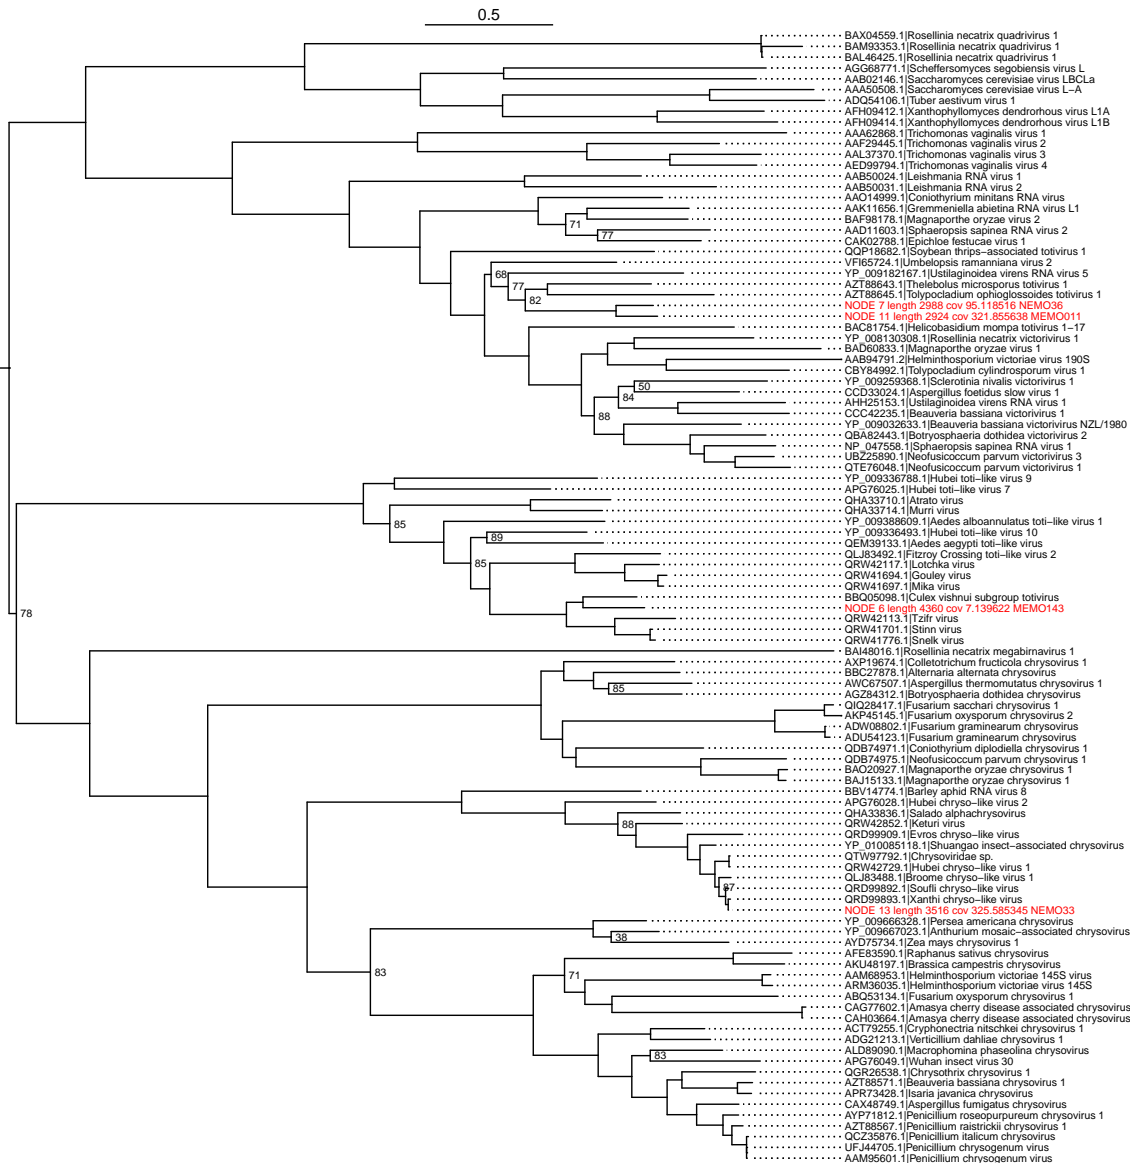 0.5
BAX04559.1|Rosellinia necatrix quadrivirus 1
BAM93353.1|Rosellinia necatrix quadrivirus 1
BAL46425.1|Rosellinia necatrix quadrivirus 1
AGG68771.1|Scheffersomyces segobiensis virus L
AAB02146.1|Saccharomyces cerevisiae virus LBCLa
AAA50508.1|Saccharomyces cerevisiae virus L−A
ADQ54106.1|Tuber aestivum virus 1
AFH09412.1|Xanthophyllomyces dendrorhous virus L1A
AFH09414.1|Xanthophyllomyces dendrorhous virus L1B
AAA62868.1|Trichomonas vaginalis virus 1
AAF29445.1|Trichomonas vaginalis virus 2
AAL37370.1|Trichomonas vaginalis virus 3
AED99794.1|Trichomonas vaginalis virus 4
AAB50024.1|Leishmania RNA virus 1
AAB50031.1|Leishmania RNA virus 2
AAO14999.1|Coniothyrium minitans RNA virus
AAK11656.1|Gremmeniella abietina RNA virus L1
71
BAF98178.1|Magnaporthe oryzae virus 2
AAD11603.1|Sphaeropsis sapinea RNA virus 2
77
CAK02788.1|Epichloe festucae virus 1
QQP18682.1|Soybean thrips−associated totivirus 1
VFI65724.1|Umbelopsis ramanniana virus 2
68
YP_009182167.1|Ustilaginoidea virens RNA virus 5
77
AZT88643.1|Thelebolus microsporus totivirus 1
AZT88645.1|Tolypocladium ophioglossoides totivirus 1
82
NODE 7 length 2988 cov 95.118516 NEMO36
NODE 11 length 2924 cov 321.855638 MEMO011
BAC81754.1|Helicobasidium mompa totivirus 1−17
YP_008130308.1|Rosellinia necatrix victorivirus 1
BAD60833.1|Magnaporthe oryzae virus 1
AAB94791.2|Helminthosporium victoriae virus 190S
CBY84992.1|Tolypocladium cylindrosporum virus 1
YP_009259368.1|Sclerotinia nivalis victorivirus 1
50
CCD33024.1|Aspergillus foetidus slow virus 1
84
AHH25153.1|Ustilaginoidea virens RNA virus 1
88
CCC42235.1|Beauveria bassiana victorivirus 1
YP_009032633.1|Beauveria bassiana victorivirus NZL/1980
QBA82443.1|Botryosphaeria dothidea victorivirus 2
NP_047558.1|Sphaeropsis sapinea RNA virus 1
UBZ25890.1|Neofusicoccum parvum victorivirus 3
QTE76048.1|Neofusicoccum parvum victorivirus 1
YP_009336788.1|Hubei toti−like virus 9
APG76025.1|Hubei toti−like virus 7
QHA33710.1|Atrato virus
QHA33714.1|Murri virus
85
YP_009388609.1|Aedes alboannulatus toti−like virus 1
YP_009336493.1|Hubei toti−like virus 10
89
QEM39133.1|Aedes aegypti toti−like virus
QLJ83492.1|Fitzroy Crossing toti−like virus 2
85
QRW42117.1|Lotchka virus
QRW41694.1|Gouley virus
QRW41697.1|Mika virus
BBQ05098.1|Culex vishnui subgroup totivirus
NODE 6 length 4360 cov 7.139622 MEMO143
78
QRW42113.1|Tzifr virus
QRW41701.1|Stinn virus
QRW41776.1|Snelk virus
BAI48016.1|Rosellinia necatrix megabirnavirus 1
AXP19674.1|Colletotrichum fructicola chrysovirus 1
BBC27878.1|Alternaria alternata chrysovirus
AWC67507.1|Aspergillus thermomutatus chrysovirus 1
85
AGZ84312.1|Botryosphaeria dothidea chrysovirus
QIQ28417.1|Fusarium sacchari chrysovirus 1
AKP45145.1|Fusarium oxysporum chrysovirus 2
ADW08802.1|Fusarium graminearum chrysovirus
ADU54123.1|Fusarium graminearum chrysovirus
QDB74971.1|Coniothyrium diplodiella chrysovirus 1
QDB74975.1|Neofusicoccum parvum chrysovirus 1
BAO20927.1|Magnaporthe oryzae chrysovirus 1
BAJ15133.1|Magnaporthe oryzae chrysovirus 1
BBV14774.1|Barley aphid RNA virus 8
APG76028.1|Hubei chryso−like virus 2
QHA33836.1|Salado alphachrysovirus
88
QRW42852.1|Keturi virus
QRD99909.1|Evros chryso−like virus
YP_010085118.1|Shuangao insect−associated chrysovirus
QTW97792.1|Chrysoviridae sp.
QRW42729.1|Hubei chryso−like virus 1
QLJ83488.1|Broome chryso−like virus 1
87
QRD99892.1|Soufli chryso−like virus
QRD99893.1|Xanthi chryso−like virus
NODE 13 length 3516 cov 325.585345 NEMO33
YP_009666328.1|Persea americana chrysovirus
YP_009667023.1|Anthurium mosaic−associated chrysovirus
38
AYD75734.1|Zea mays chrysovirus 1
AFE83590.1|Raphanus sativus chrysovirus
AKU48197.1|Brassica campestris chrysovirus
83
71
AAM68953.1|Helminthosporium victoriae 145S virus
ARM36035.1|Helminthosporium victoriae virus 145S
ABQ53134.1|Fusarium oxysporum chrysovirus 1
CAG77602.1|Amasya cherry disease associated chrysovirus
CAH03664.1|Amasya cherry disease associated chrysovirus
ACT79255.1|Cryphonectria nitschkei chrysovirus 1
ADG21213.1|Verticillium dahliae chrysovirus 1
ALD89090.1|Macrophomina phaseolina chrysovirus
83
APG76049.1|Wuhan insect virus 30
QGR26538.1|Chrysothrix chrysovirus 1
AZT88571.1|Beauveria bassiana chrysovirus 1
APR73428.1|Isaria javanica chrysovirus
CAX48749.1|Aspergillus fumigatus chrysovirus
AYP71812.1|Penicillium roseopurpureum chrysovirus 1
AZT88567.1|Penicillium raistrickii chrysovirus 1
QCZ35876.1|Penicillium italicum chrysovirus
UFJ44705.1|Penicillium chrysogenum virus
AAM95601.1|Penicillium chrysogenum virus